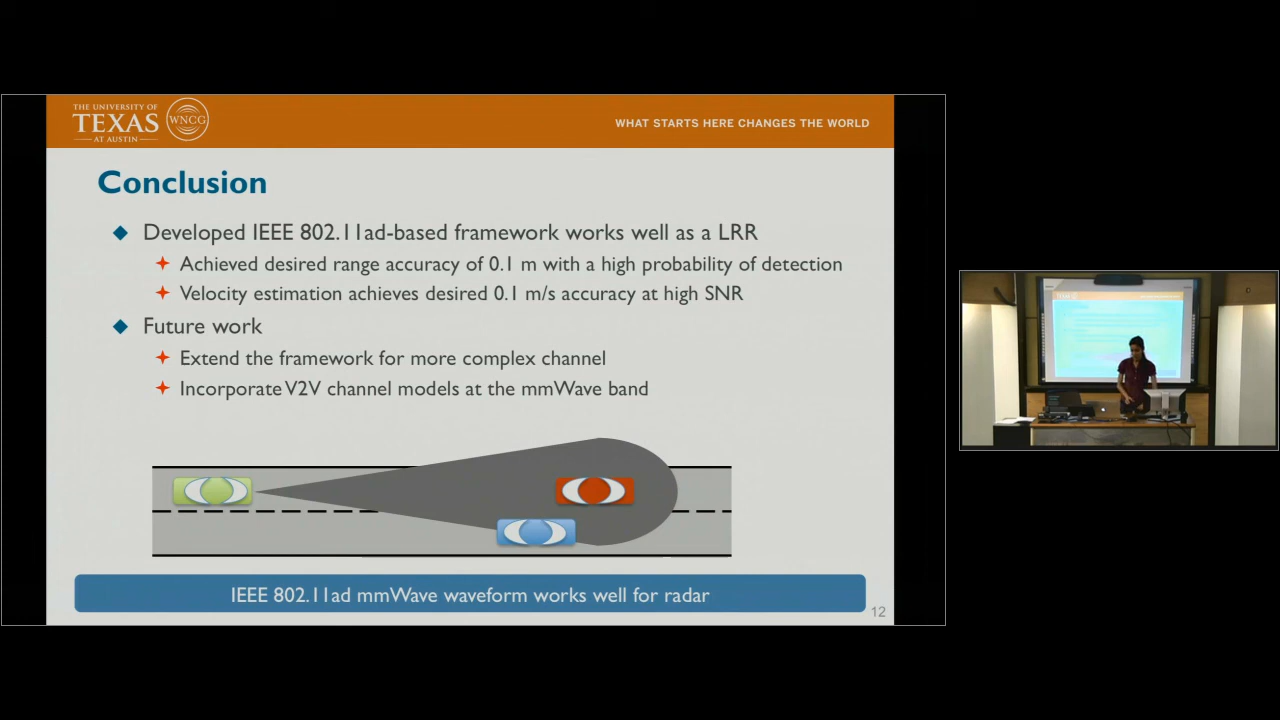 THE UNIVERSITY OF
TEXAS
AT AUSTIN
WNCG
WHAT STARTS HERE CHANGES THE WORLD
Conclusion
Developed IEEE 802.11ad-based framework works well as a LRR
Achieved desired range accuracy of 0.1 m with a high probability of detection
Velocity estimation achieves desired 0.1 m/s accuracy at high SNR
Future work
Extend the framework for more complex channel
Incorporate V2V channel models at the mmWave band
IEEE 802.11ad mmWave waveform works well for radar
12